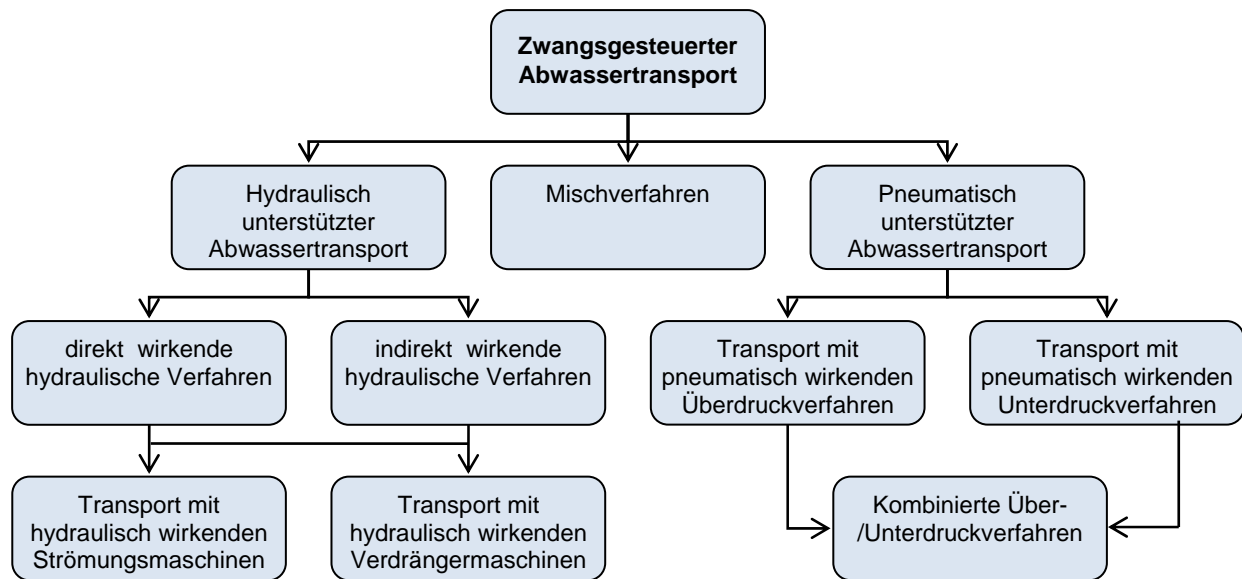 Zwangsgesteuerter
Abwassertransport
Hydraulisch
unterstützter
Abwassertransport
Mischverfahren
Pneumatisch
unterstützter
Abwassertransport
direkt wirkende
hydraulische Verfahren
indirekt wirkende
hydraulische Verfahren
Transport mit
pneumatisch wirkenden
Überdruckverfahren
Transport mit
pneumatisch wirkenden
Unterdruckverfahren
Transport mit
hydraulisch wirkenden
Strömungsmaschinen
Transport mit
hydraulisch wirkenden
Verdrängermaschinen
Kombinierte Über-
/Unterdruckverfahren